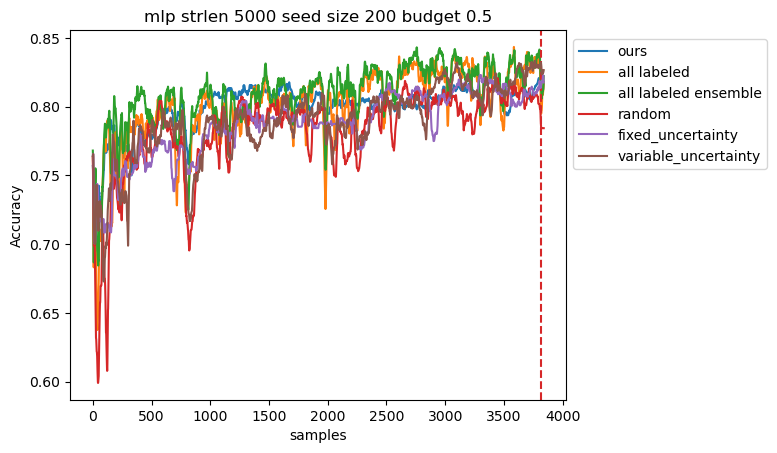 mlp strlen 5000 seed size 200 budget 0.5
Accuracy
0.85
0.80
0.75
0.70
0.65
0.60
0 500 1000 1500 2000 2500 3000 3500 4000
samples
ours
all labeled
all labeled ensemble
random
fixed_uncertainty
variable_uncertainty